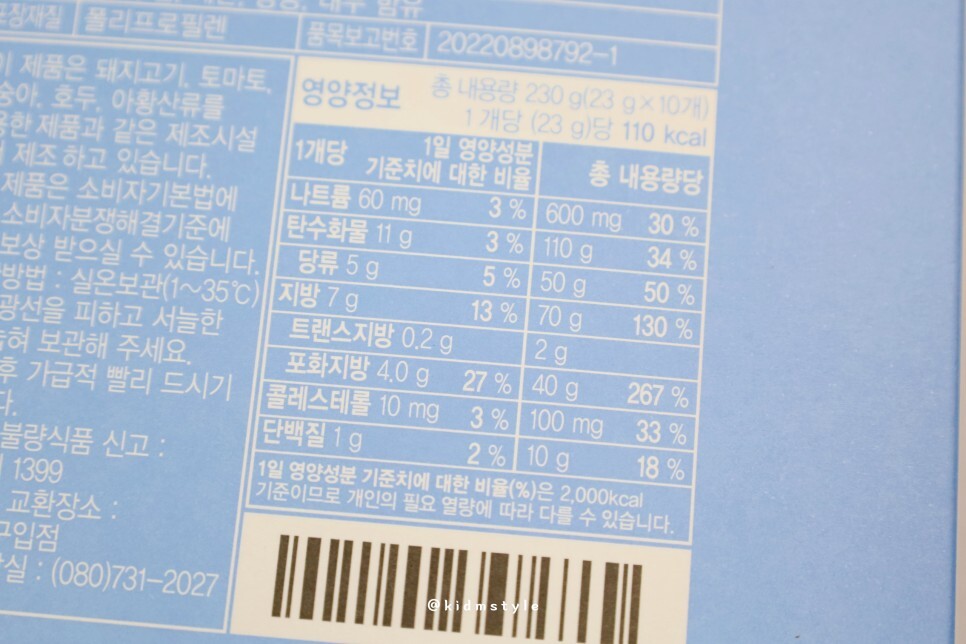 함유
포장재질 폴리프로필렌 품목보고번호 20220898792-1
이 제품은 돼지고기, 토마토,
호두, 아황산류를
제품과 같은 제조시설
제조하고 있습니다.
제품은 소비자기본법에
소비자분쟁해결기준에
보상 받으실 수 있습니다.
방법 : 실온보관(1~35℃)
광선을 피하고 서늘한
보관해 주세요.
후 가급적 빨리 드시기
다.
불량식품 신고 :
1399
교환장소 :
구입점
실 : (080)731-2027
영양정보 총 내용량 230 g(23 g×10개)
1 개당 (23 g)당 110 kcal
1개당 1일 영양성분 기준치에 대한 비율 총 내용량당
나트륨 60 mg 3 % 600 mg 30 %
탄수화물 11 g 3 % 110 g 34 %
당류 5 g 5 % 50 g 50 %
지방 7 g 13 % 70 g 130 %
트랜스지방 0.2 g 2 g
포화지방 4.0 g 27 % 40 g 267 %
콜레스테롤 10 mg 3 % 100 mg 33 %
단백질 1 g 2 % 10 g 18 %
1일 영양성분 기준치에 대한 비율(%)은 2,000kcal
기준이므로 개인의 필요 열량에 따라 다를 수 있습니다.
@kidmstyle